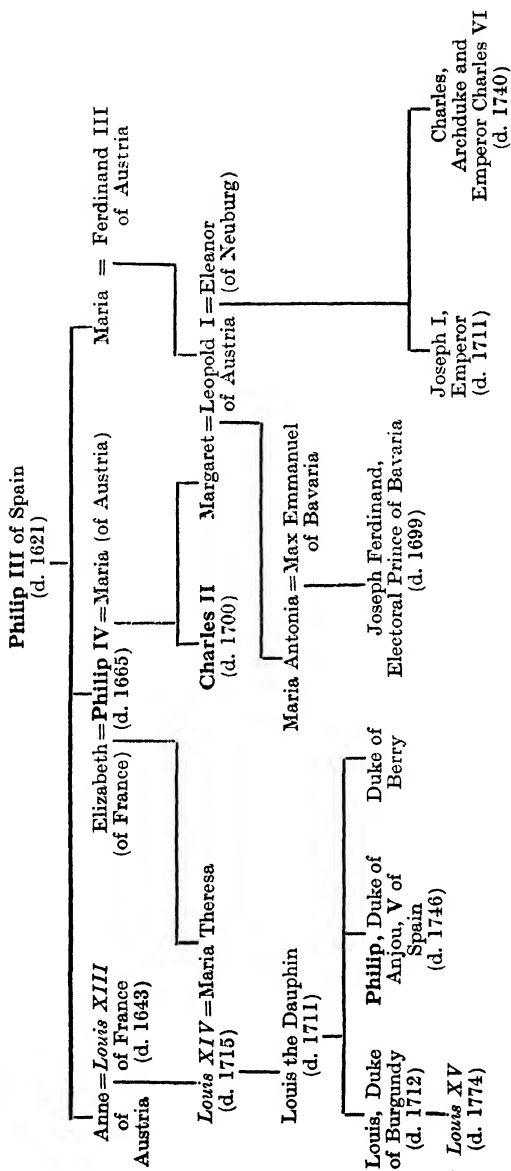 Philip III of Spain
(d. 1621)
Anne = Louis XIII
of of France
Austria (d. 1643)
Elizabeth = Philip IV = Maria (of Austria)
(of France) (d. 1665)
Maria = Ferdinand III
of Austria
Louis XIV = Maria Theresa
(d. 1715)
Charles II
(d. 1700)
Margaret = Leopold I = Eleanor
of Austria (of Neuburg)
Louis the Dauphin
(d. 1711)
Maria Antonia = Max Emmanuel
of Bavaria
Louis, Duke
of Burgundy
(d. 1712)
Philip, Duke of
Anjou, V of
Spain
(d. 1746)
Duke of
Berry
Joseph Ferdinand,
Electoral Prince of Bavaria
(d. 1699)
Joseph I,
Emperor
(d. 1711)
Charles,
Archduke and
Emperor Charles VI
(d. 1740)
Louis XV
(d. 1774)